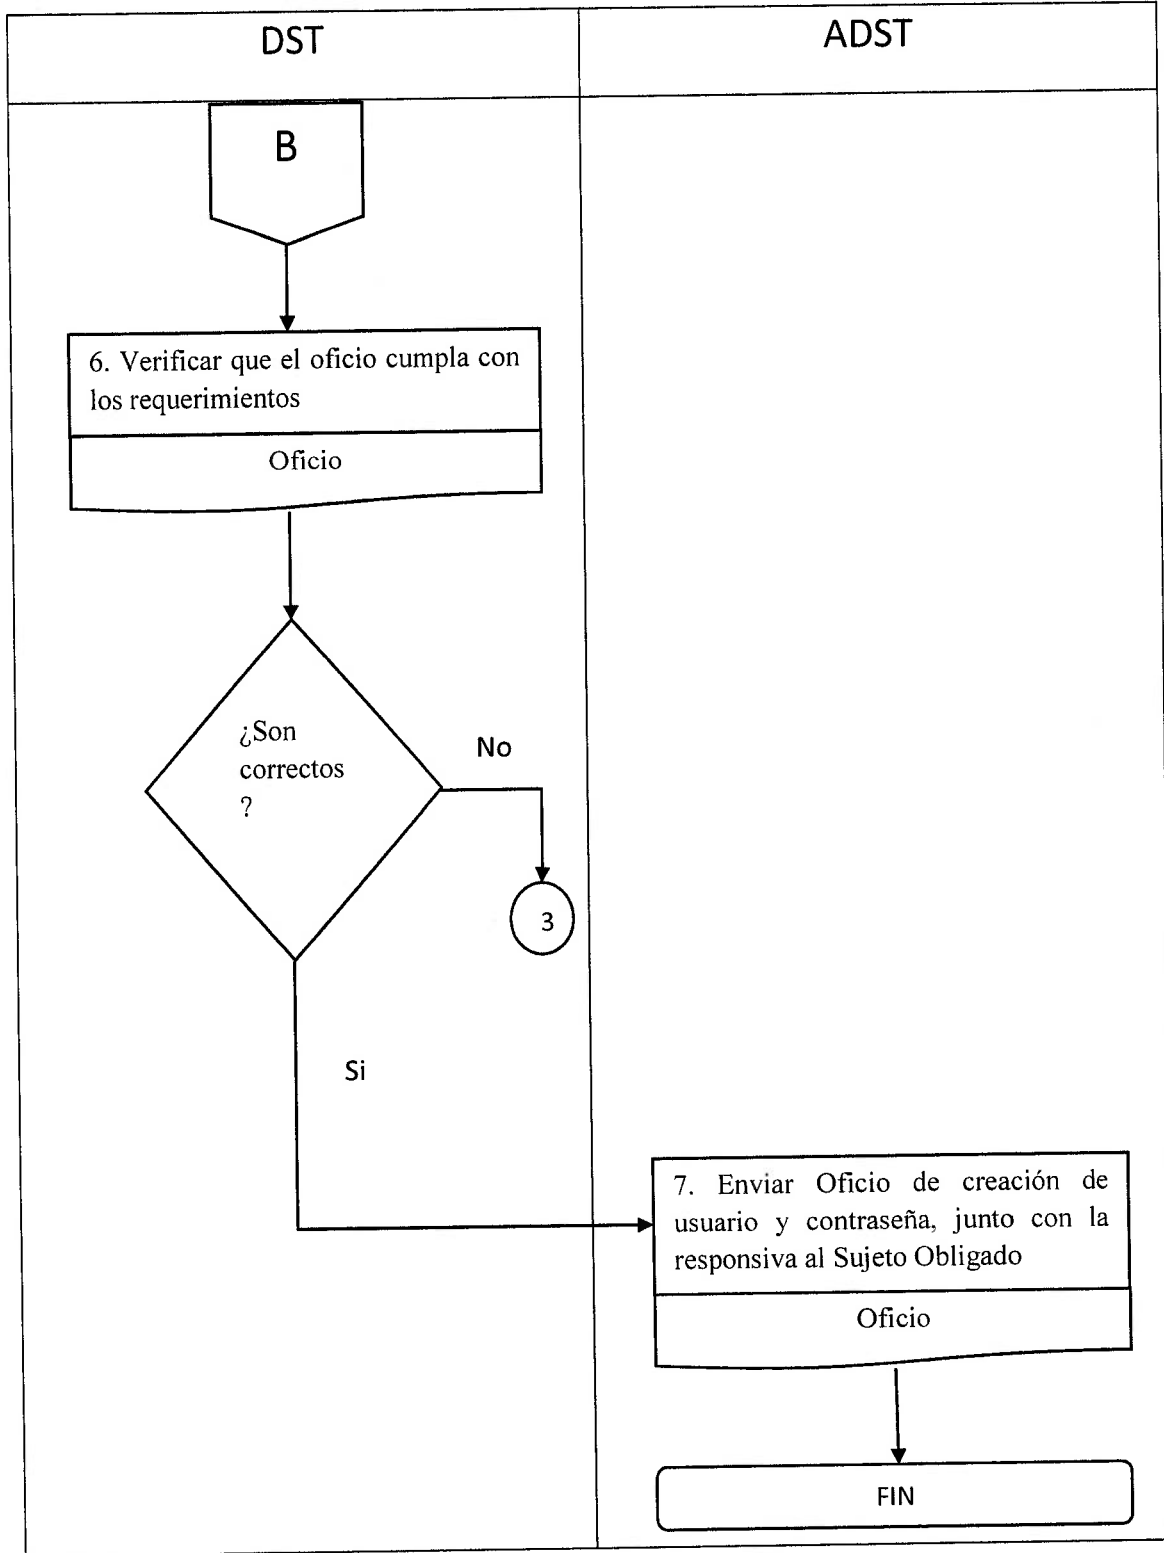 DST
ADST
B
6. Verificar que el oficio cumpla con
los requerimientos
Oficio
¿Son
correctos
?
No
3
Si
7. Enviar Oficio de creación de
usuario y contraseña, junto con la
responsiva al Sujeto Obligado
Oficio
FIN